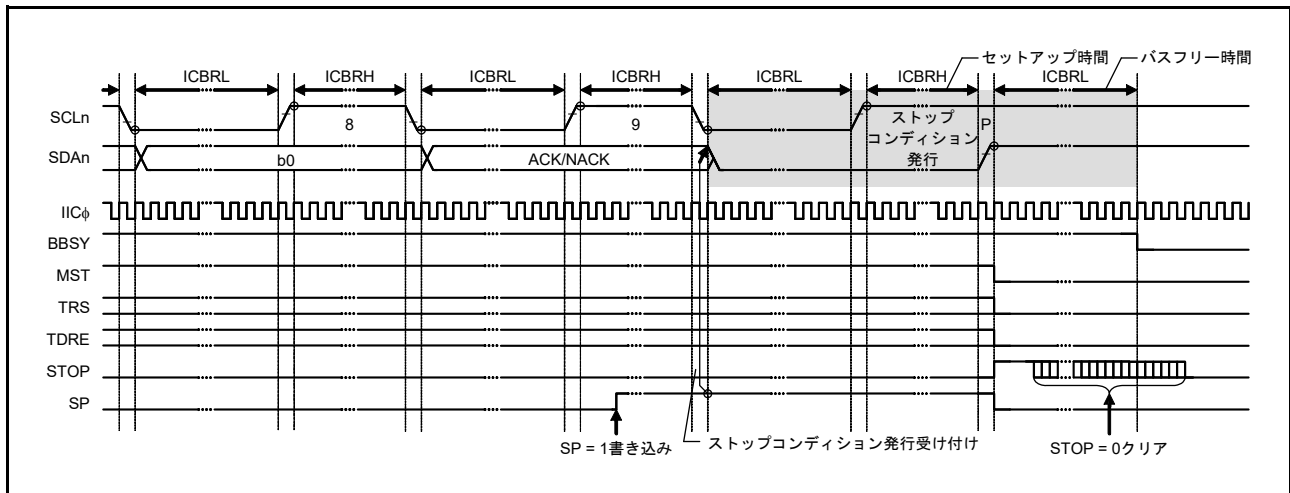 セットアップ時間
バスフリー時間
ICBRL ICBRH ICBRL ICBRH ICBRL ICBRH ICBRL
SCLn 8 9 ストップ P
コンディション
発行
SDAn b0 ACK/NACK
IICφ
BBSY
MST
TRS
TDRE
STOP
SP
SP = 1書き込み
ストップコンディション発行受け付け
STOP = 0クリア